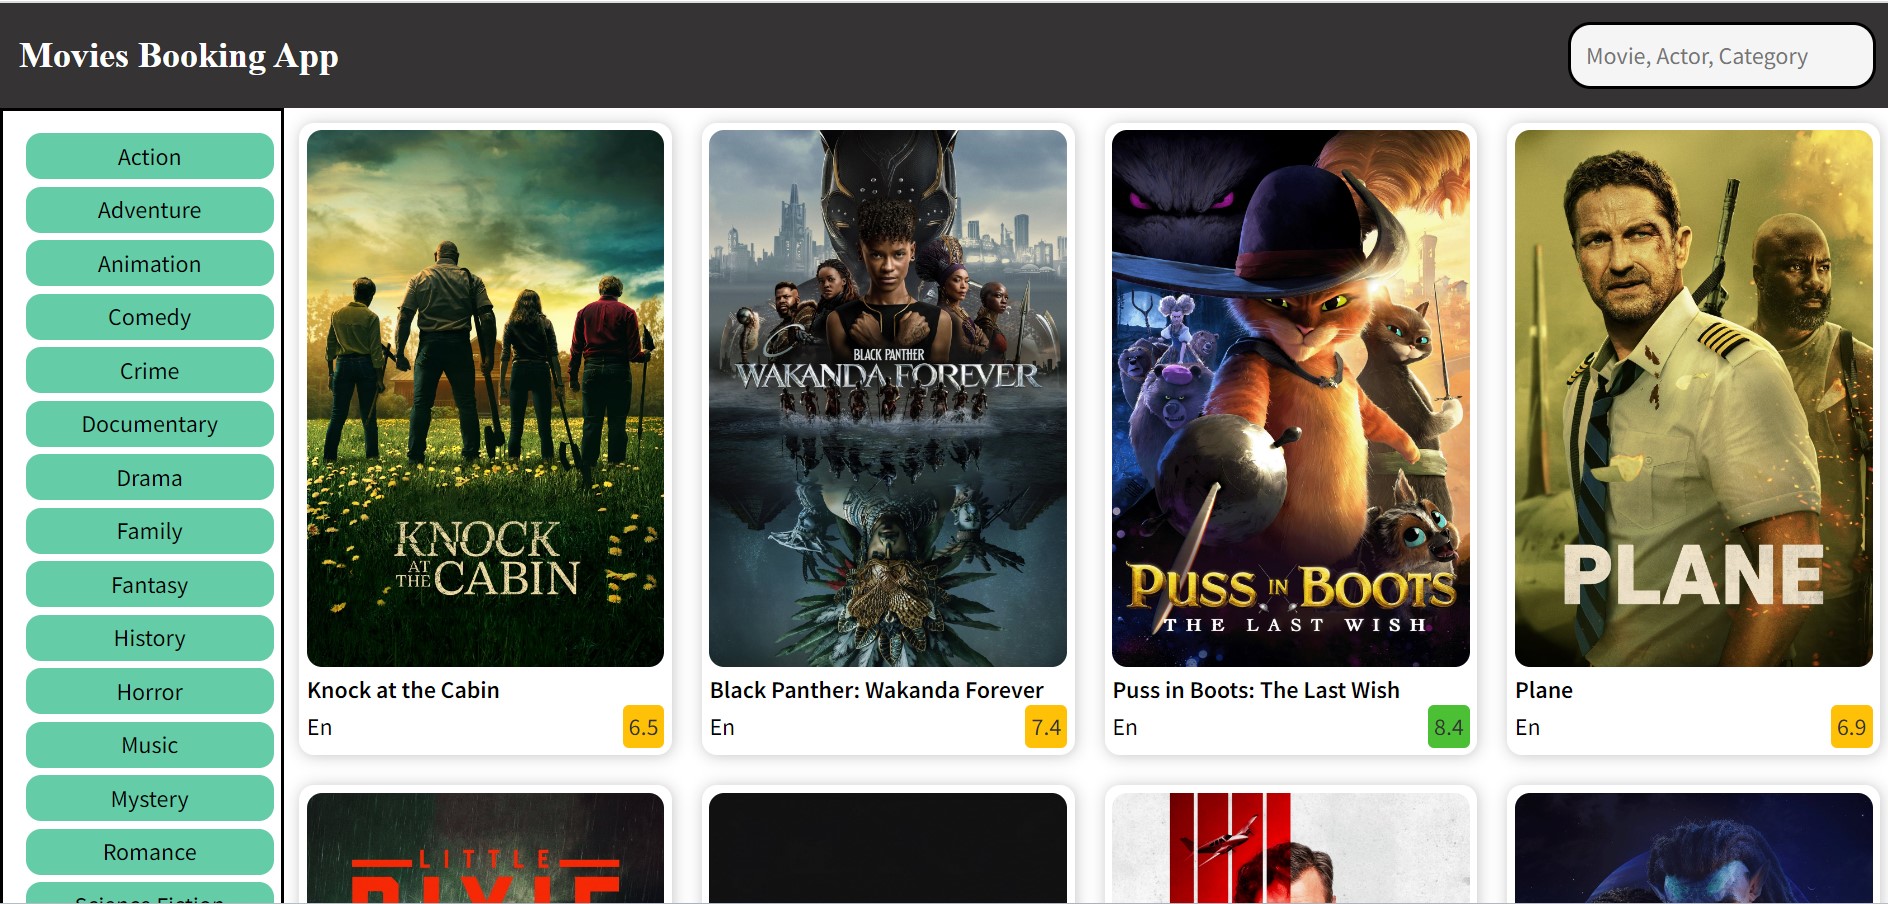 Movies Booking App
Movie, Actor, Category
Action
Adventure
Animation
Comedy
Crime
Documentary
Drama
Family
Fantasy
History
Horror
Music
Mystery
Romance
Science Fiction
KNOCK
AT THE CABIN
Knock at the Cabin
En
6.5
BLACK PANTHER
WAKANDA FOREVER
Black Panther: Wakanda Forever
En
7.4
PUSS IN BOOTS
THE LAST WISH
Puss in Boots: The Last Wish
En
8.4
PLANE
Plane
En
6.9
LITTLE
DIXIE